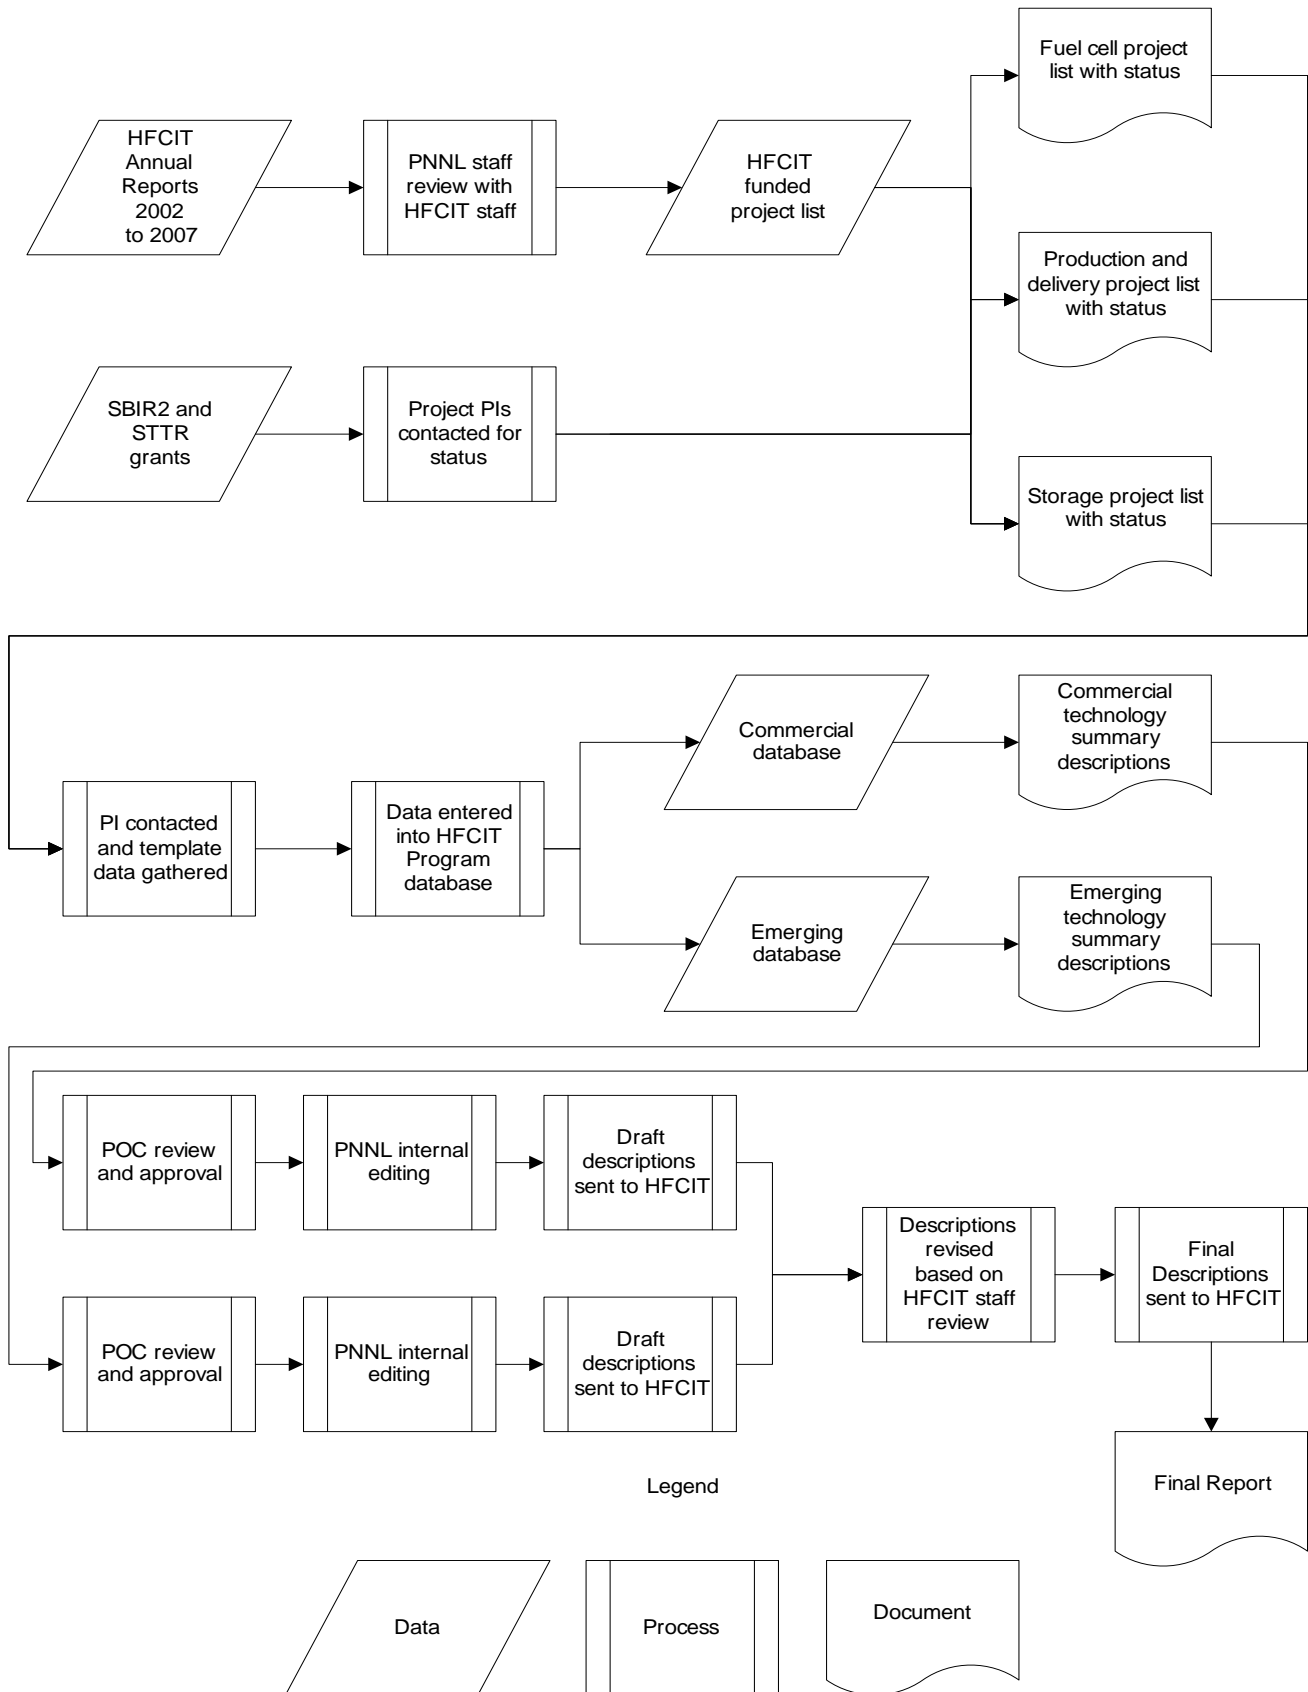 HFCIT
Annual
Reports
2002
to 2007
PNNL staff
review with
HFCIT staff
HFCIT
funded
project list
Fuel cell project
list with status
Production and
delivery project list
with status
SBIR2 and
STTR
grants
Project PIs
contacted for
status
Storage project list
with status
PI contacted
and template
data gathered
Data entered
into HFCIT
Program
database
Commercial
database
Commercial
technology
summary
descriptions
Emerging
database
Emerging
technology
summary
descriptions
POC review
and approval
PNNL internal
editing
Draft
descriptions
sent to HFCIT
POC review
and approval
PNNL internal
editing
Draft
descriptions
sent to HFCIT
Descriptions
revised
based on
HFCIT staff
review
Final
Descriptions
sent to HFCIT
Final Report
Legend
Data
Process
Document